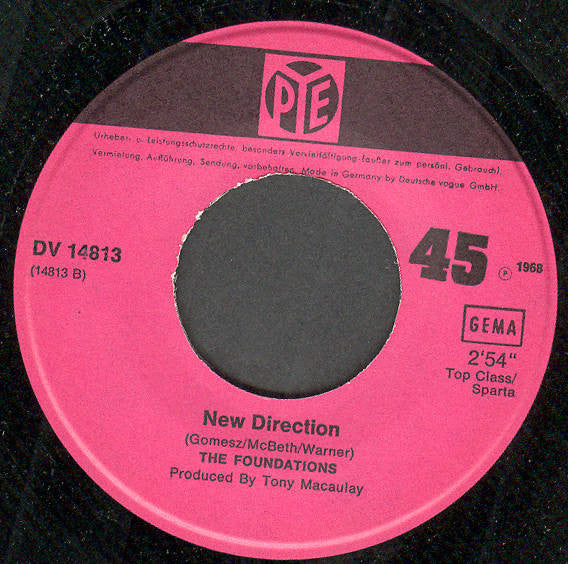 PYE
Urheber- u. Leistungsschutzrechte, besonders Vervielfältigung (außer zum persönl. Gebrauch),
Vermietung, Aufführung, Sendung, vorbehalten. Made in Germany by Deutsche vogue GmbH.
DV 14813
(14813 B)
45
℗ 1968
GEMA
2'54"
Top Class/
Sparta
New Direction
(Gomesz/McBeth/Warner)
THE FOUNDATIONS
Produced By Tony Macaulay